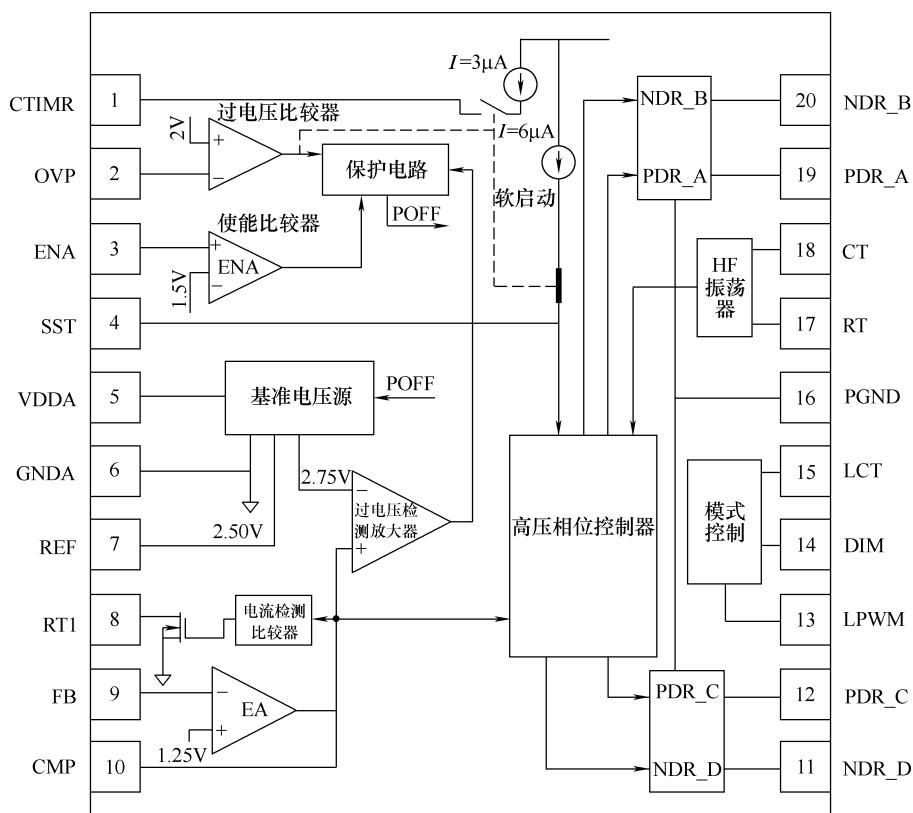 I=3μA
CTIMR
1
过电压比较器
2V
+
−
OVP
2
I=6μA
保护电路
POFF
软启动
使能比较器
ENA
3
+
ENA
−
1.5V
SST
4
VDDA
5
基准电压源
POFF
GNDA
6
2.50V
2.75V
−
过电压检
测放大器
+
REF
7
RT1
8
电流检测
比较器
FB
9
−
EA
+
1.25V
CMP
10
高压相位控制器
NDR_B
PDR_A
20
NDR_B
19
PDR_A
HF
振荡
器
18
CT
17
RT
16
PGND
模式
控制
15
LCT
14
DIM
13
LPWM
PDR_C
NDR_D
12
PDR_C
11
NDR_D